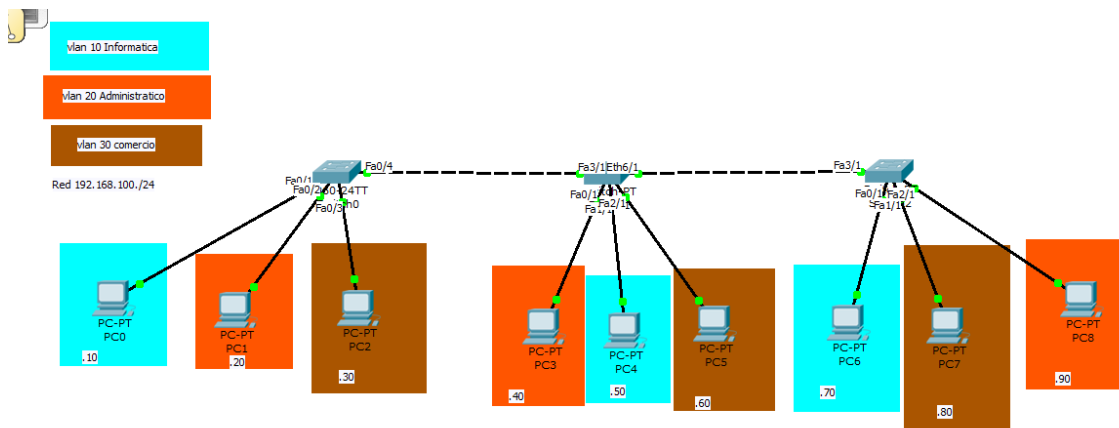 vlan 10 Informatica
vlan 20 Administratico
vlan 30 comercio
Red 192.168.100./24
Fa0/4
Fa0/2
Fa0/3
Fa3/1
Eth6/1
Fa0/1
Fa2/1
Fa3/1
Fa0/1
Fa2/1
Fa1/1
PC-PT
PC0
.10
PC-PT
PC1
.20
PC-PT
PC2
.30
PC-PT
PC3
.40
PC-PT
PC4
.50
PC-PT
PC5
.60
PC-PT
PC6
.70
PC-PT
PC7
.80
PC-PT
PC8
.90